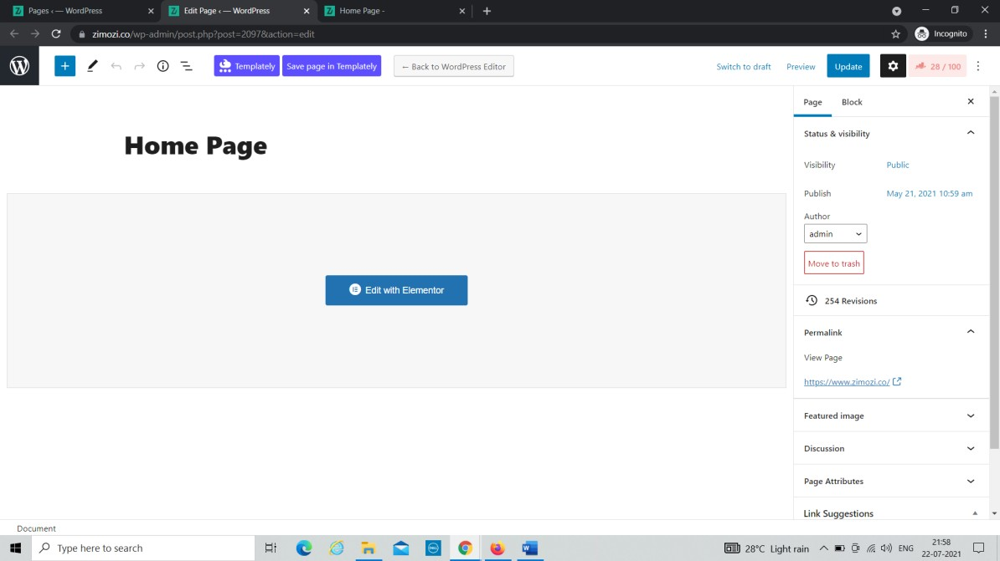 Pages ‹ — WordPress
Edit Page ‹ — WordPress
Home Page -
zimozi.co/wp-admin/post.php?post=2097&action=edit
Incognito
Templately
Save page in Templately
← Back to WordPress Editor
Switch to draft
Preview
Update
28 / 100
Page
Block
Home Page
Status & visibility
Visibility
Public
Publish
May 21, 2021 10:59 am
Author
admin
Move to trash
Edit with Elementor
254 Revisions
Permalink
View Page
https://www.zimozi.co/
Featured image
Discussion
Page Attributes
Link Suggestions
Document
Type here to search
DELL
28°C Light rain
ENG
21:58
22-07-2021